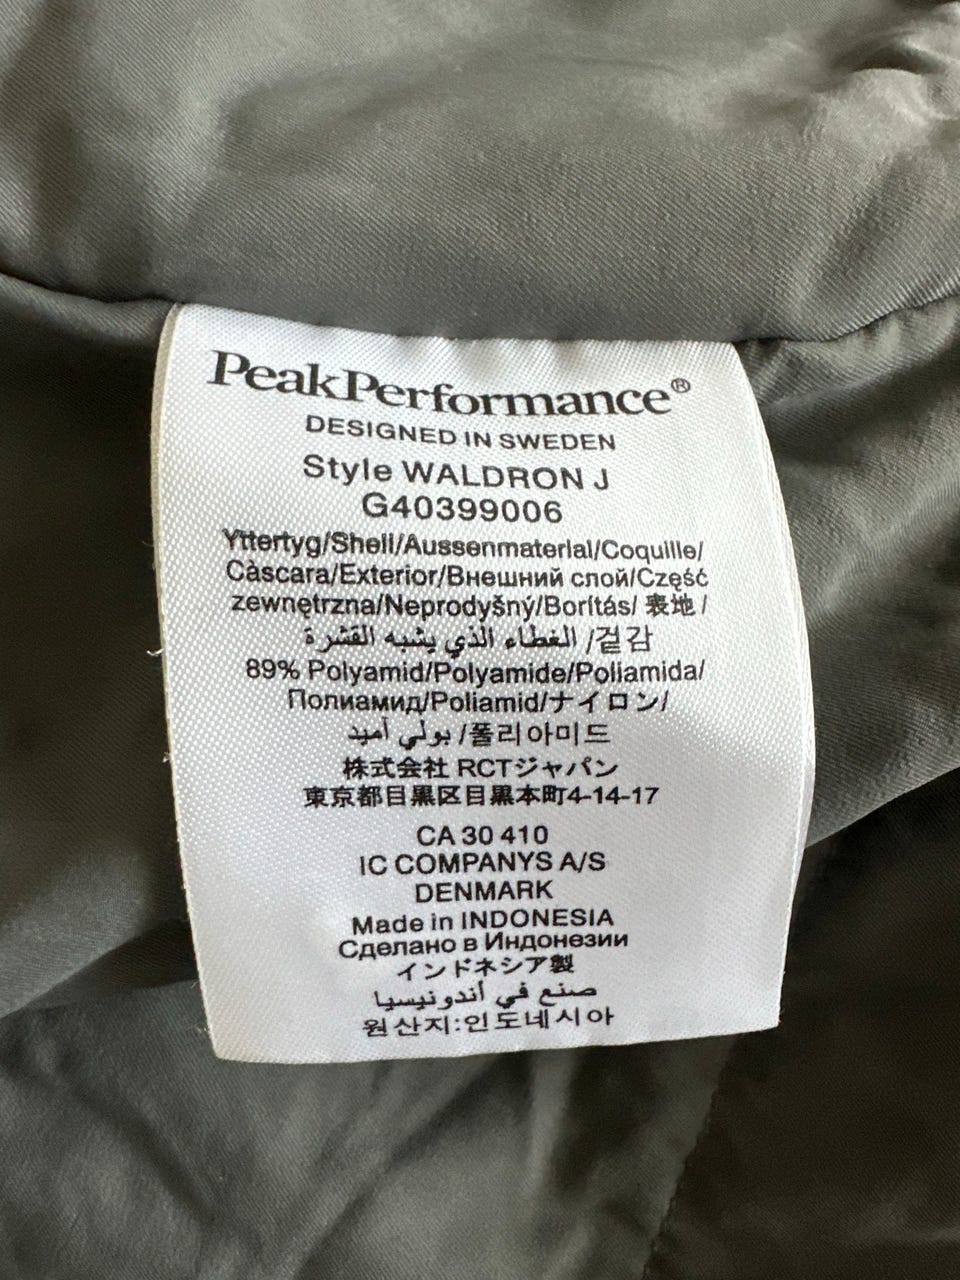 PeakPerformance®
DESIGNED IN SWEDEN
Style WALDRON J
G40399006
Yttertyg/Shell/Aussenmaterial/Coquille/
Càscara/Exterior/Внешний слой/Część
zewnętrzna/Neprodyšný/Borítás/ 表地 /
겉감/ الغطاء الذي يشبه القشرة
89% Polyamid/Polyamide/Poliamida/
Полиамид/Poliamid/ナイロン/
폴리아미드/ بولي أميد
株式会社 RCTジャパン
東京都目黒区目黒本町4-14-17
CA 30 410
IC COMPANYS A/S
DENMARK
Made in INDONESIA
Сделано в Индонезии
インドネシア製
صنع في أندونيسيا
원산지:인도네시아